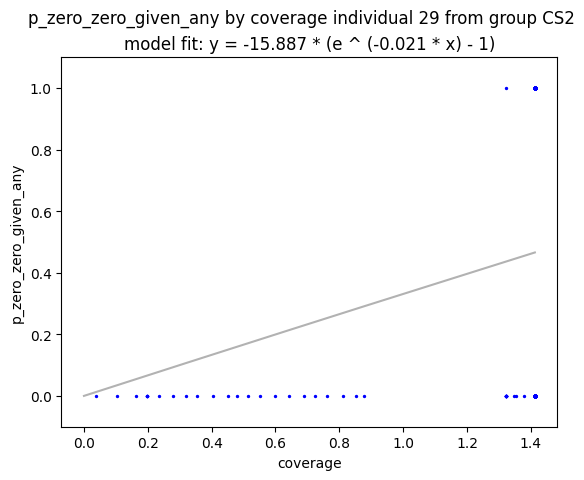 p_zero_zero_given_any by coverage individual 29 from group CS2
model fit: y = -15.887 * (e ^ (-0.021 * x) - 1)
1.0
0.8
0.6
0.4
0.2
0.0
p_zero_zero_given_any
0.0 0.2 0.4 0.6 0.8 1.0 1.2 1.4
coverage